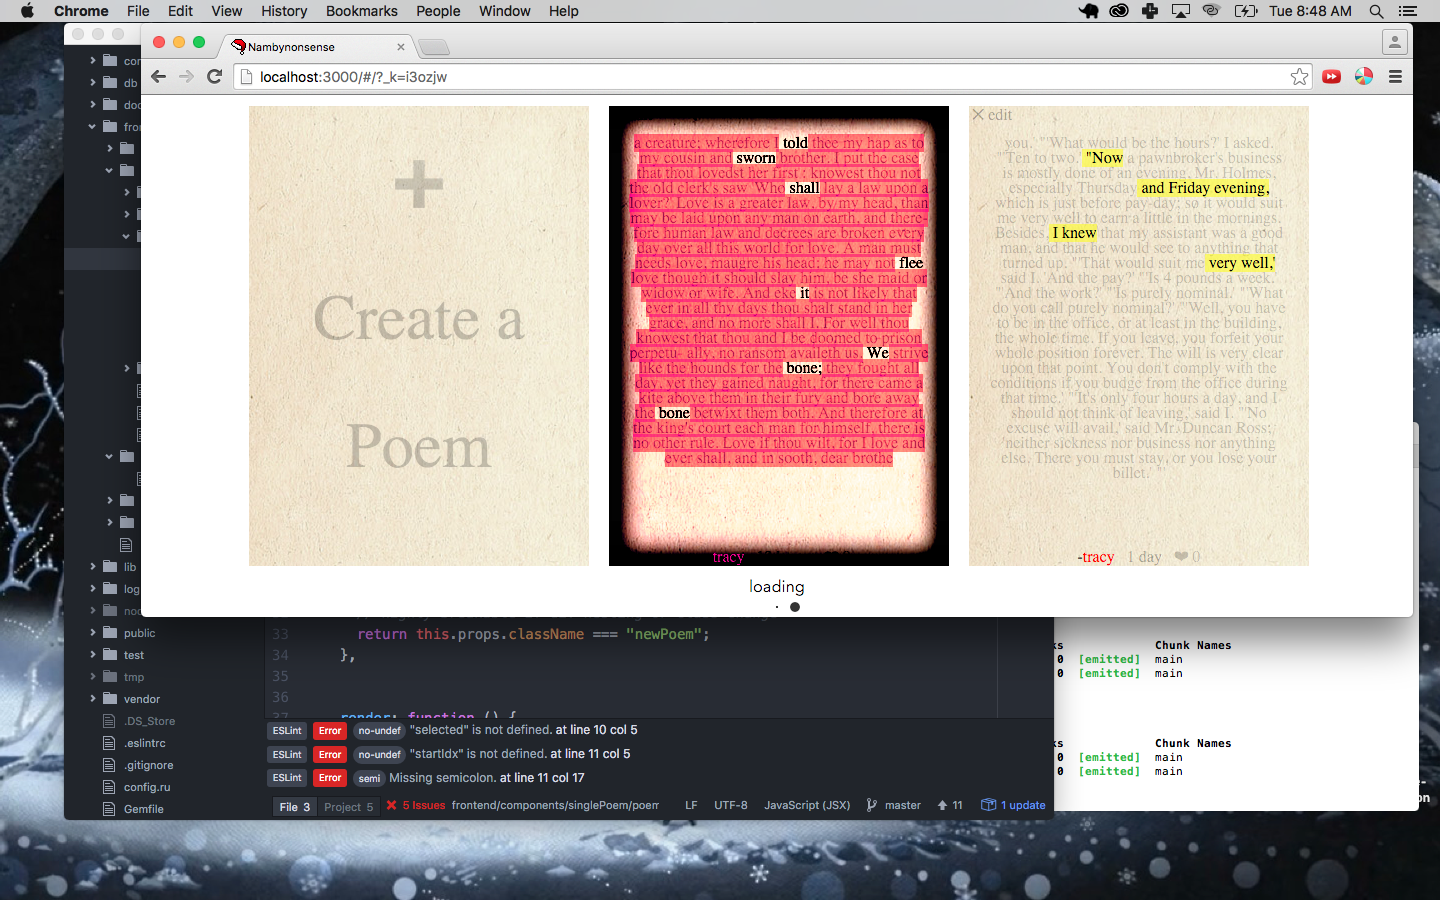 Chrome File Edit View History Bookmarks People Window Help Tue 8:48 AM
Nambynonsense
localhost:3000/#/?_k=i3ozjw
Create a
Poem
a creature; wherefore I told thee my hap as to
my cousin and sworn brother. I put the case
that thou lovedst her first : knowest thou not
the old clerk's saw 'Who shall lay a law upon a
lover?' Love is a greater law, by my head, than
may be laid upon any man on earth, and there-
fore human law and decrees are broken every
day over all this world for love. A man must
needs love, maugre his head; he may not flee
love though it should slay him, be she maid or
widow or wife. And eke it is not likely that
ever in all thy days thou shalt stand in her
grace, and no more shall I. For well thou
knowest that thou and I be doomed to prison
perpetu- ally, no ransom availeth us. We strive
like the hounds for the bone; they fought all
day, yet they gained naught, for there came a
kite above them in their fury and bore away
the bone betwixt them both. And therefore at
the king's court each man for himself, there is
no other rule. Love if thou wilt, for I love and
ever shall, and in sooth, dear brothe
tracy
edit
you.' "'What would be the hours?' I asked.
"'Ten to two.' "Now a pawnbroker's business
is mostly done of an evening, Mr. Holmes,
especially Thursday and Friday evening,
which is just before pay-day; so it would suit
me very well to earn a little in the mornings.
Besides, I knew that my assistant was a good
man, and that he would see to anything that
turned up. "'That would suit me very well,'
said I. 'And the pay?' "'Is 4 pounds a week.'
"'And the work?' "'Is purely nominal.' "'What
do you call purely nominal?' "'Well, you have
to be in the office, or at least in the building,
the whole time. If you leave, you forfeit your
whole position forever. The will is very clear
upon that point. You don't comply with the
conditions if you budge from the office during
that time.' "'It's only four hours a day, and I
should not think of leaving,' said I. "'No
excuse will avail,' said Mr. Duncan Ross;
'neither sickness nor business nor anything
else. There you must stay, or you lose your
billet.' "'
-tracy 1 day 0
loading
db
lib
public
test
tmp
vendor
.DS_Store
.eslintrc
.gitignore
config.ru
Gemfile
33 return this.props.className === "newPoem";
34 },
35
36
render: function () {
ESLint Error no-undef "selected" is not defined. at line 10 col 5
ESLint Error no-undef "startIdx" is not defined. at line 11 col 5
ESLint Error semi Missing semicolon. at line 11 col 17
File 3 Project 5 5 Issues frontend/components/singlePoem/poem LF UTF-8 JavaScript (JSX) master 11 1 update
ks Chunk Names
0 [emitted] main
0 [emitted] main
ks Chunk Names
0 [emitted] main
0 [emitted] main